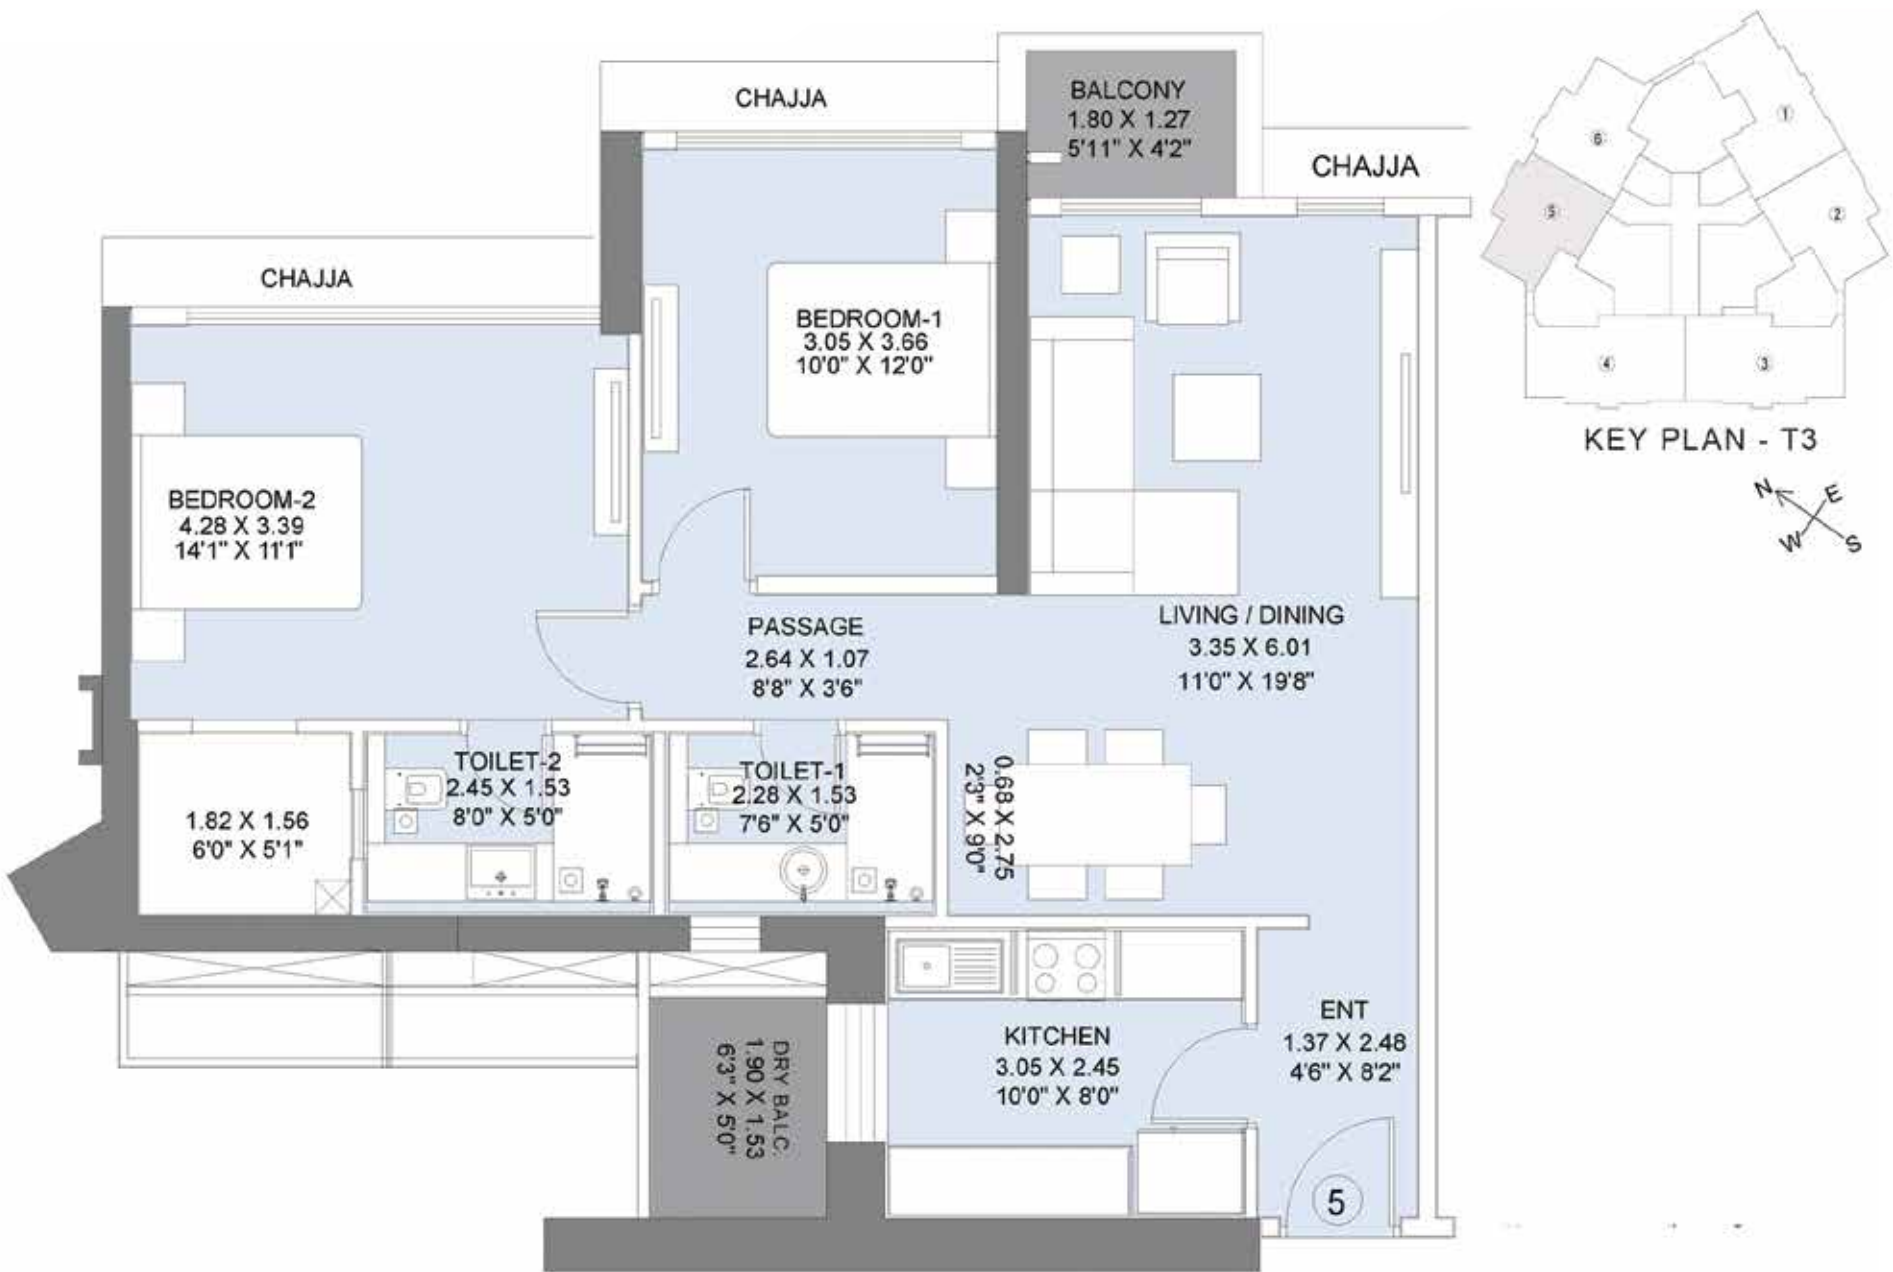 CHAJJA
BALCONY
1.80 X 1.27
5'11" X 4'2"
CHAJJA
CHAJJA
BEDROOM-1
3.05 X 3.66
10'0" X 12'0"
BEDROOM-2
4.28 X 3.39
14'1" X 11'1"
PASSAGE
2.64 X 1.07
8'8" X 3'6"
LIVING / DINING
3.35 X 6.01
11'0" X 19'8"
TOILET-2
2.45 X 1.53
8'0" X 5'0"
TOILET-1
2.28 X 1.53
7'6" X 5'0"
0.68 X 2.75
2'3" X 9'0"
1.82 X 1.56
6'0" X 5'1"
DRY BALC.
1.90 X 1.53
6'3" X 5'0"
KITCHEN
3.05 X 2.45
10'0" X 8'0"
ENT
1.37 X 2.48
4'6" X 8'2"
5
1
6
5
2
4
3
KEY PLAN - T3
N
E
W
S